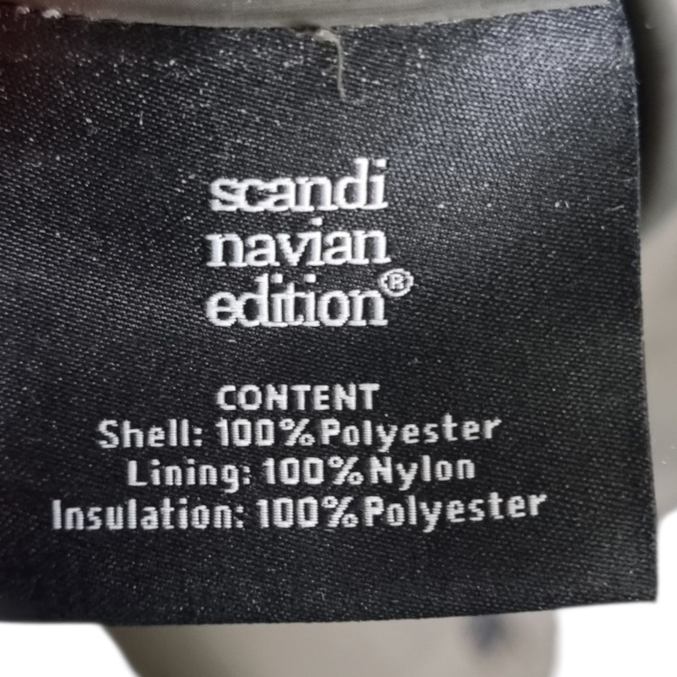 scandi
navian
edition®
CONTENT
Shell: 100% Polyester
Lining: 100% Nylon
Insulation: 100% Polyester